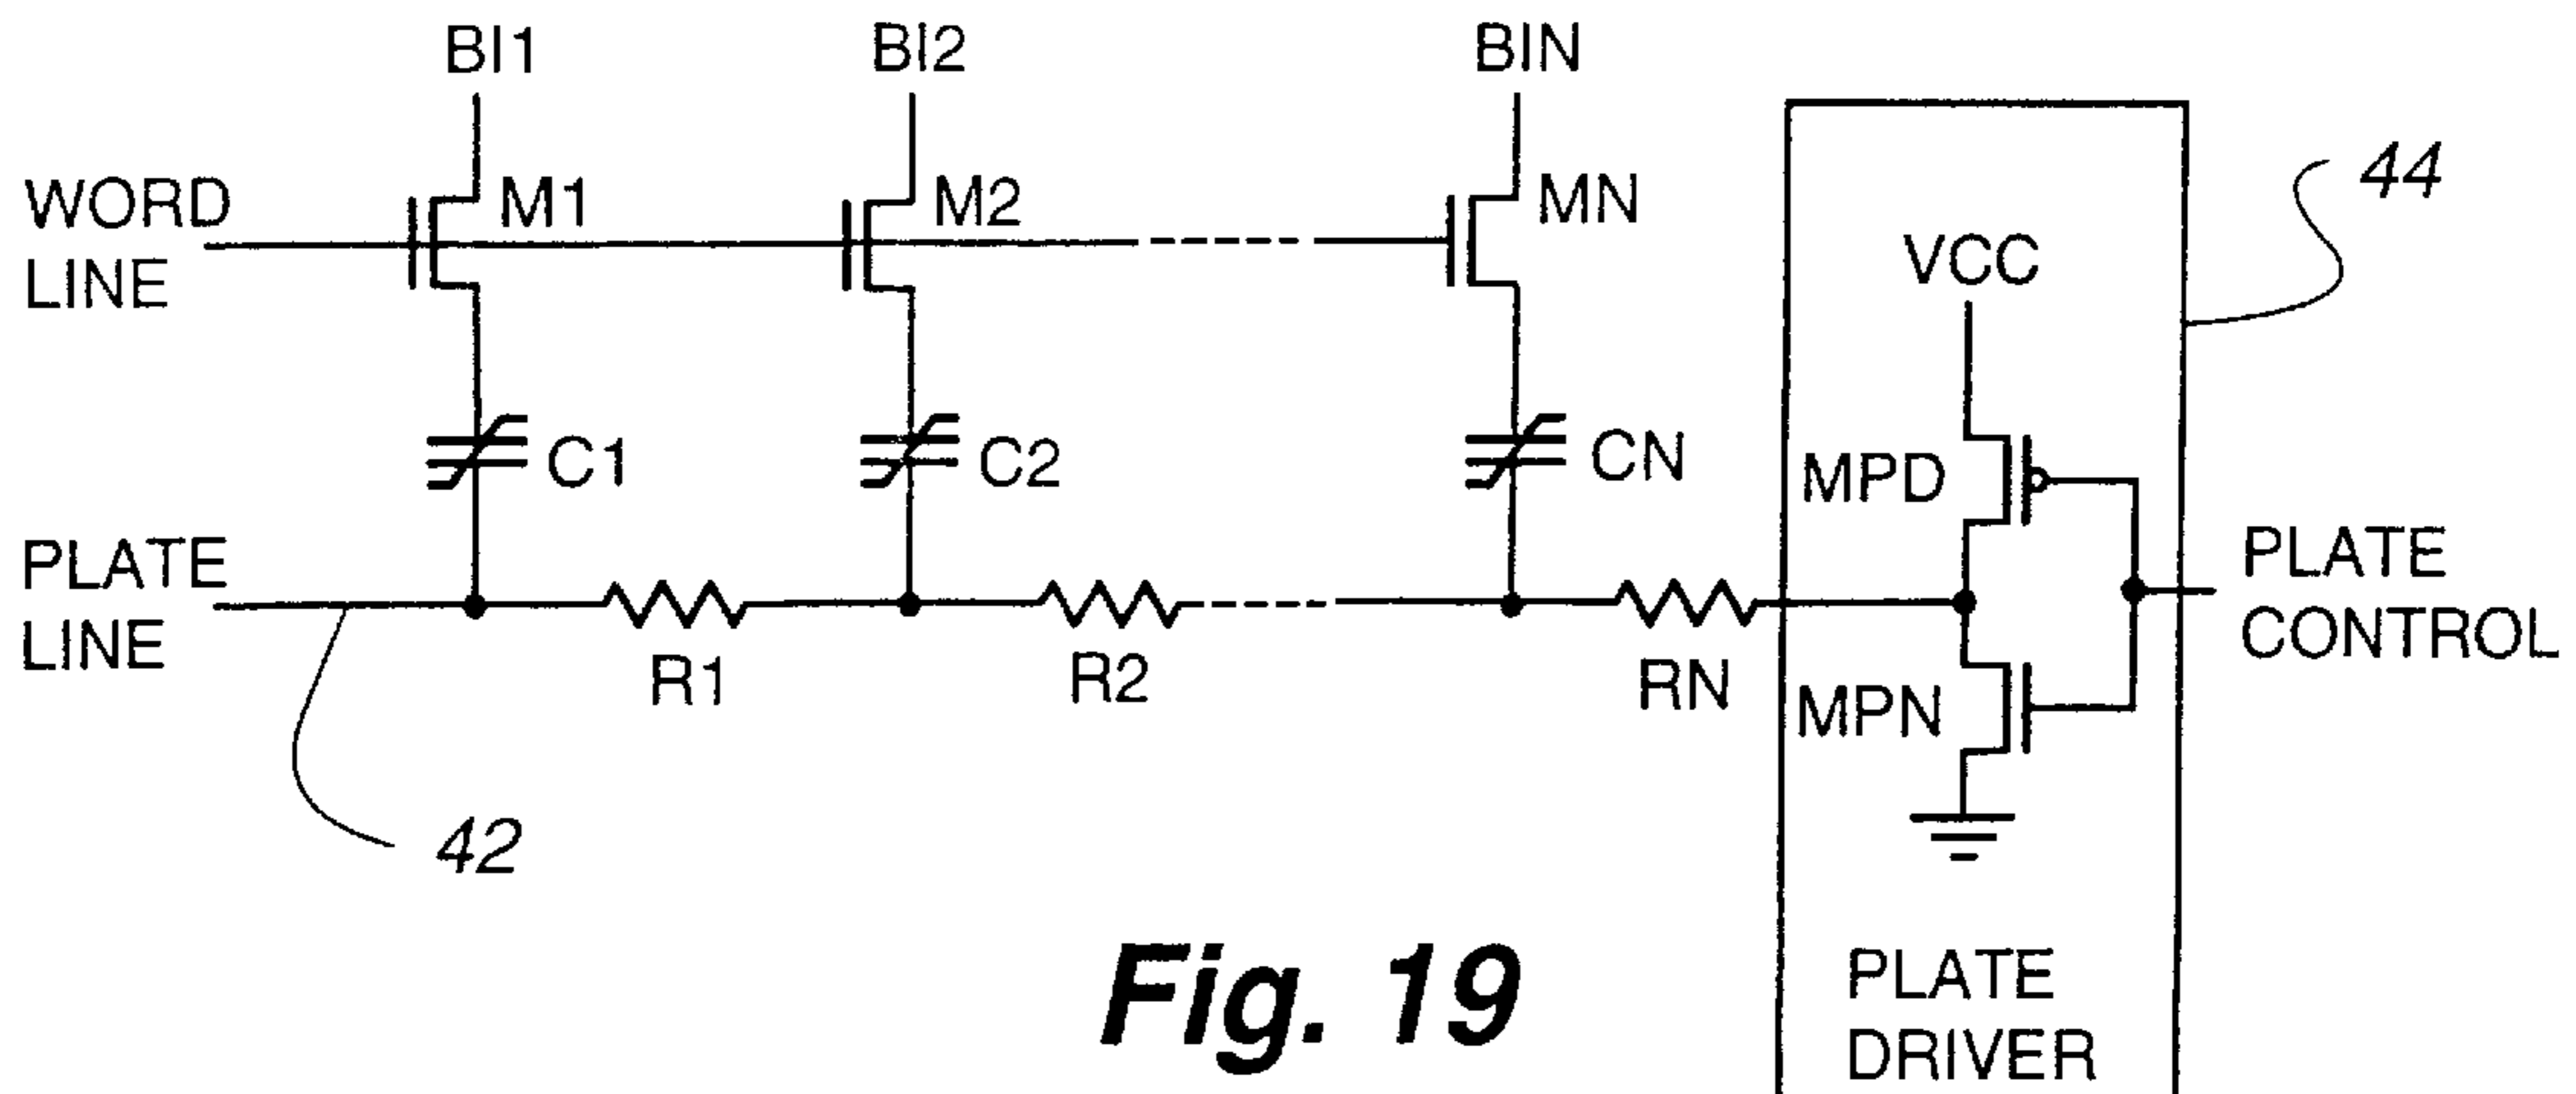 BI1
BI2
BIN
WORD
LINE
M1
M2
MN
44
VCC
C1
C2
CN
MPD
PLATE
LINE
PLATE
CONTROL
R1
R2
RN
MPN
42
Fig. 19
PLATE
DRIVER